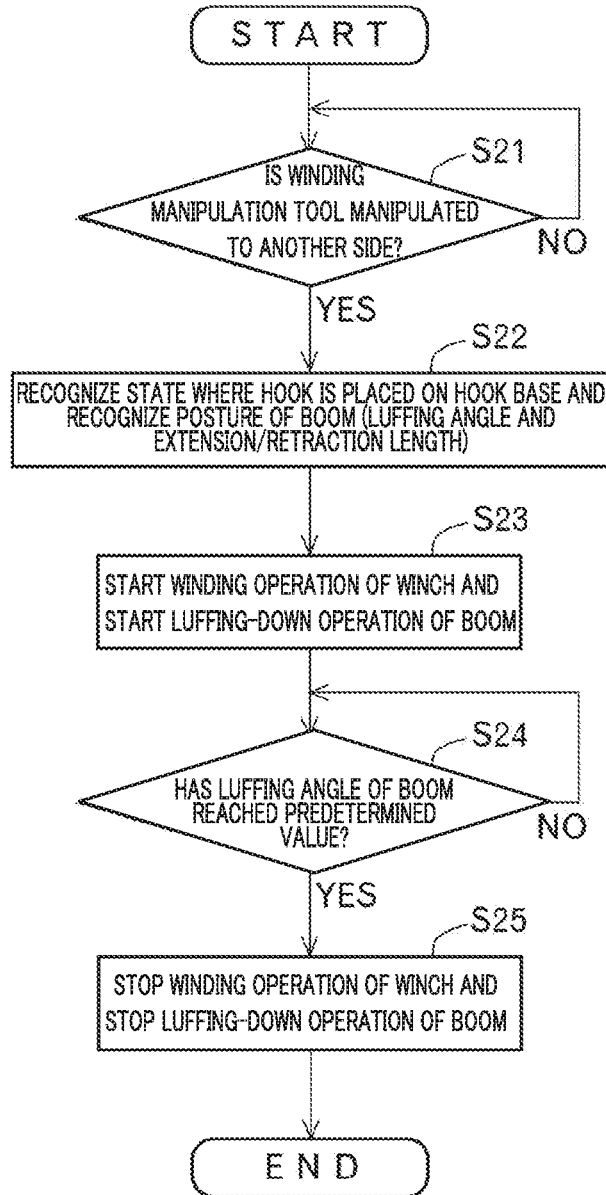 START
S21
IS WINDING
MANIPULATION TOOL MANIPULATED
TO ANOTHER SIDE?
NO
YES
S22
RECOGNIZE STATE WHERE HOOK IS PLACED ON HOOK BASE AND
RECOGNIZE POSTURE OF BOOM (LUFFING ANGLE AND
EXTENSION/RETRACTION LENGTH)
S23
START WINDING OPERATION OF WINCH AND
START LUFFING-DOWN OPERATION OF BOOM
S24
HAS LUFFING ANGLE OF BOOM
REACHED PREDETERMINED
VALUE?
NO
YES
S25
STOP WINDING OPERATION OF WINCH AND
STOP LUFFING-DOWN OPERATION OF BOOM
END